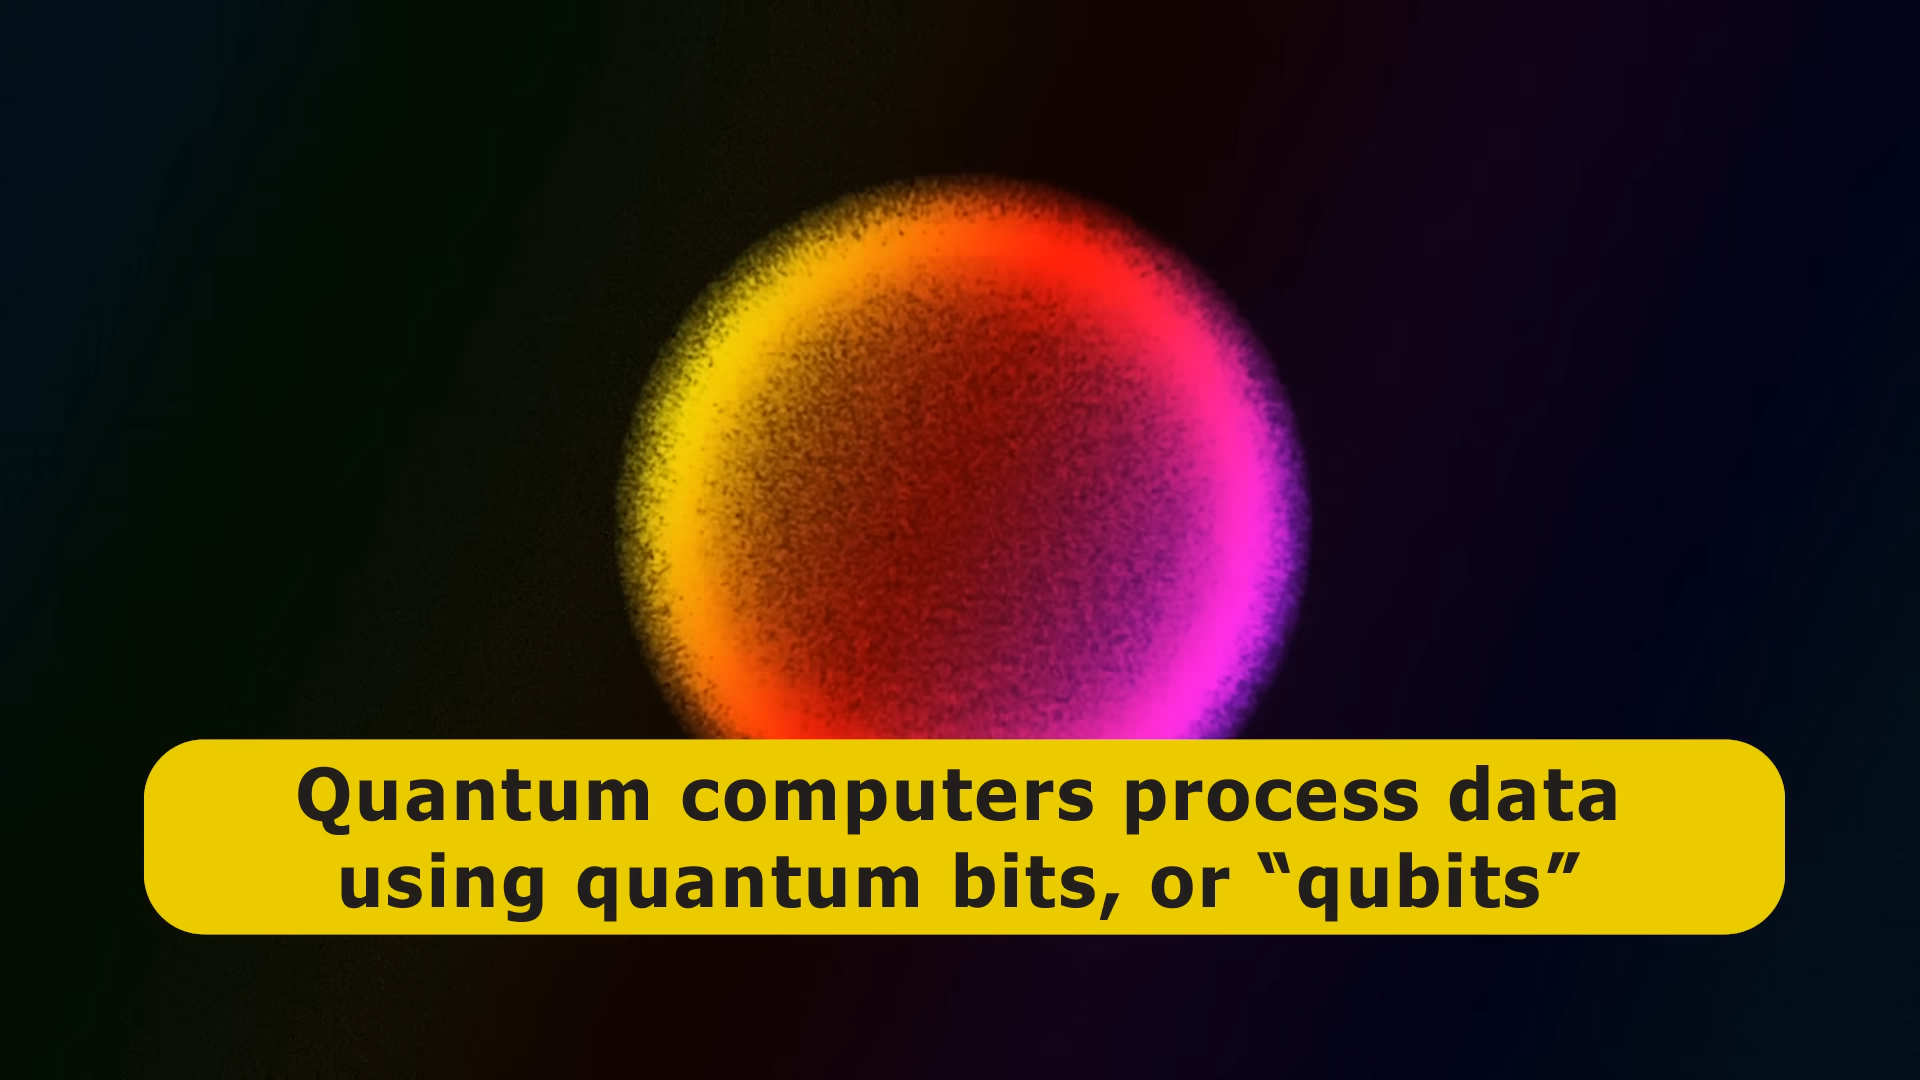 Quantum computers process data
using quantum bits, or “qubits”